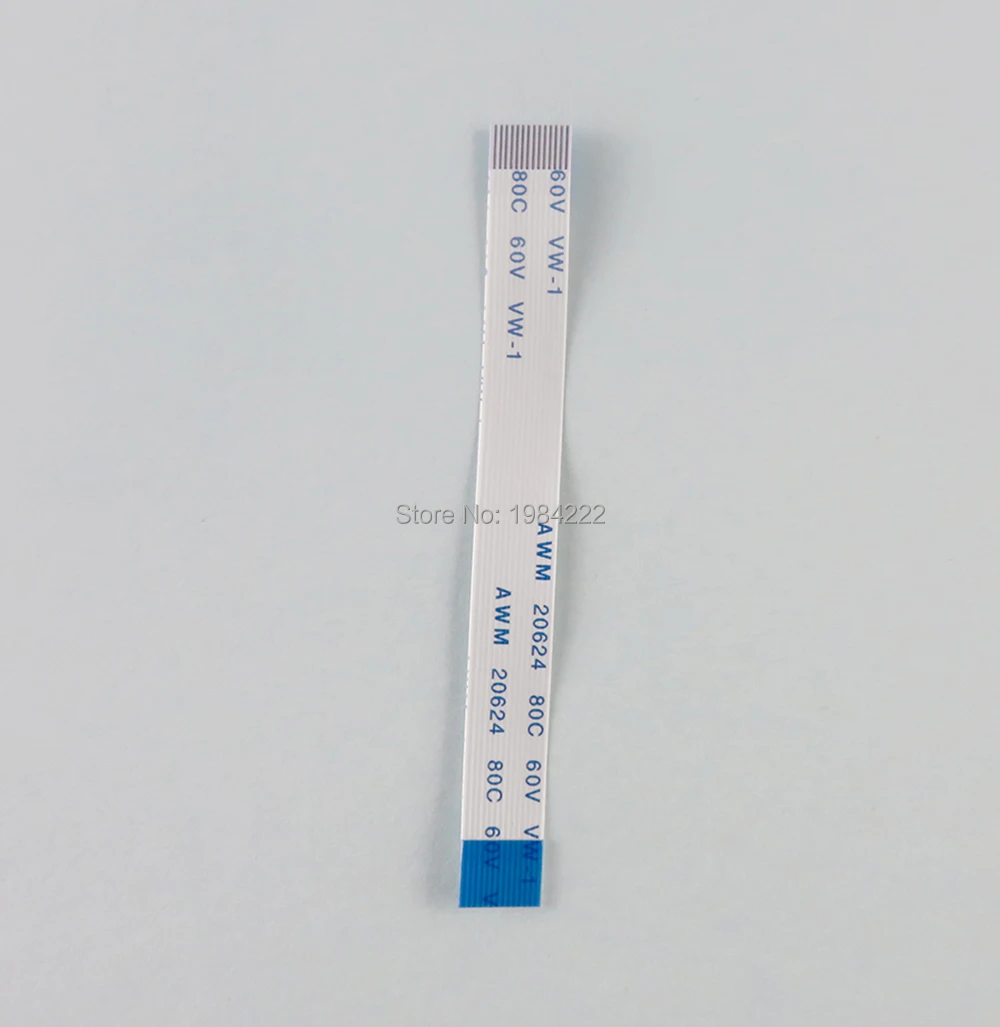 60V VW-1
80C 60V VW-1
Store No: 1984222
AWM 20624 80C 60V VW-1
AWM 20624 80C 60V V